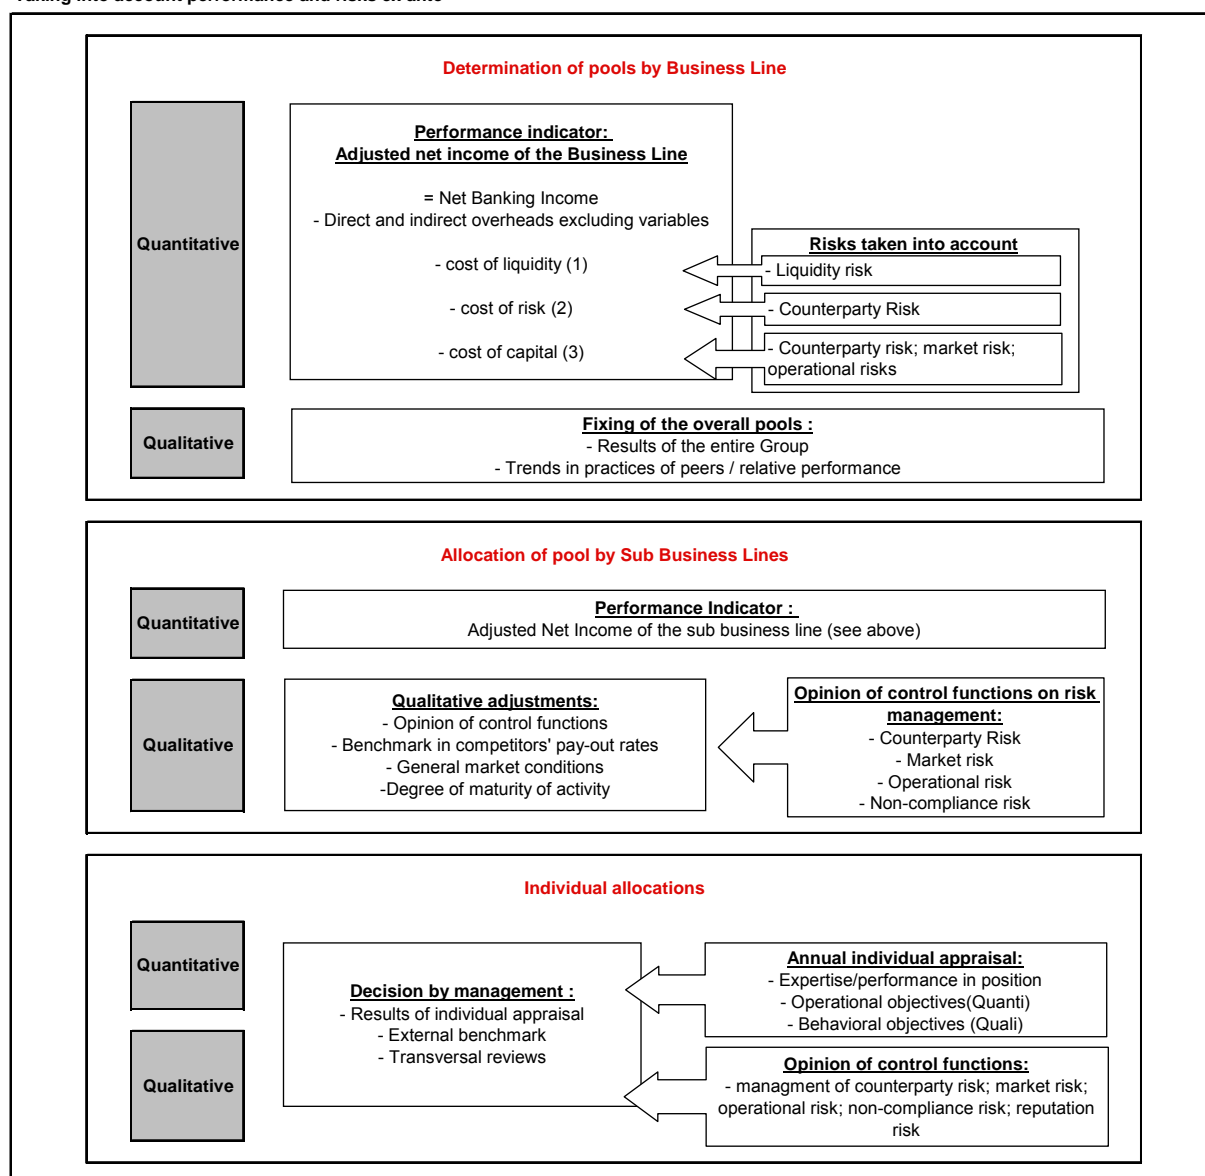 Taking into account performance and risks ex ante
Determination of pools by Business Line
Quantitative
Performance indicator:
Adjusted net income of the Business Line
= Net Banking Income
- Direct and indirect overheads excluding variables
- cost of liquidity (1)
- cost of risk (2)
- cost of capital (3)
Risks taken into account
- Liquidity risk
- Counterparty Risk
- Counterparty risk; market risk;
operational risks
Qualitative
Fixing of the overall pools :
- Results of the entire Group
- Trends in practices of peers / relative performance
Allocation of pool by Sub Business Lines
Quantitative
Performance Indicator :
Adjusted Net Income of the sub business line (see above)
Qualitative
Qualitative adjustments:
- Opinion of control functions
- Benchmark in competitors' pay-out rates
- General market conditions
-Degree of maturity of activity
Opinion of control functions on risk
management:
- Counterparty Risk
- Market risk
- Operational risk
- Non-compliance risk
Individual allocations
Quantitative
Qualitative
Decision by management :
- Results of individual appraisal
- External benchmark
- Transversal reviews
Annual individual appraisal:
- Expertise/performance in position
- Operational objectives(Quanti)
- Behavioral objectives (Quali)
Opinion of control functions:
- managment of counterparty risk; market risk;
operational risk; non-compliance risk; reputation
risk